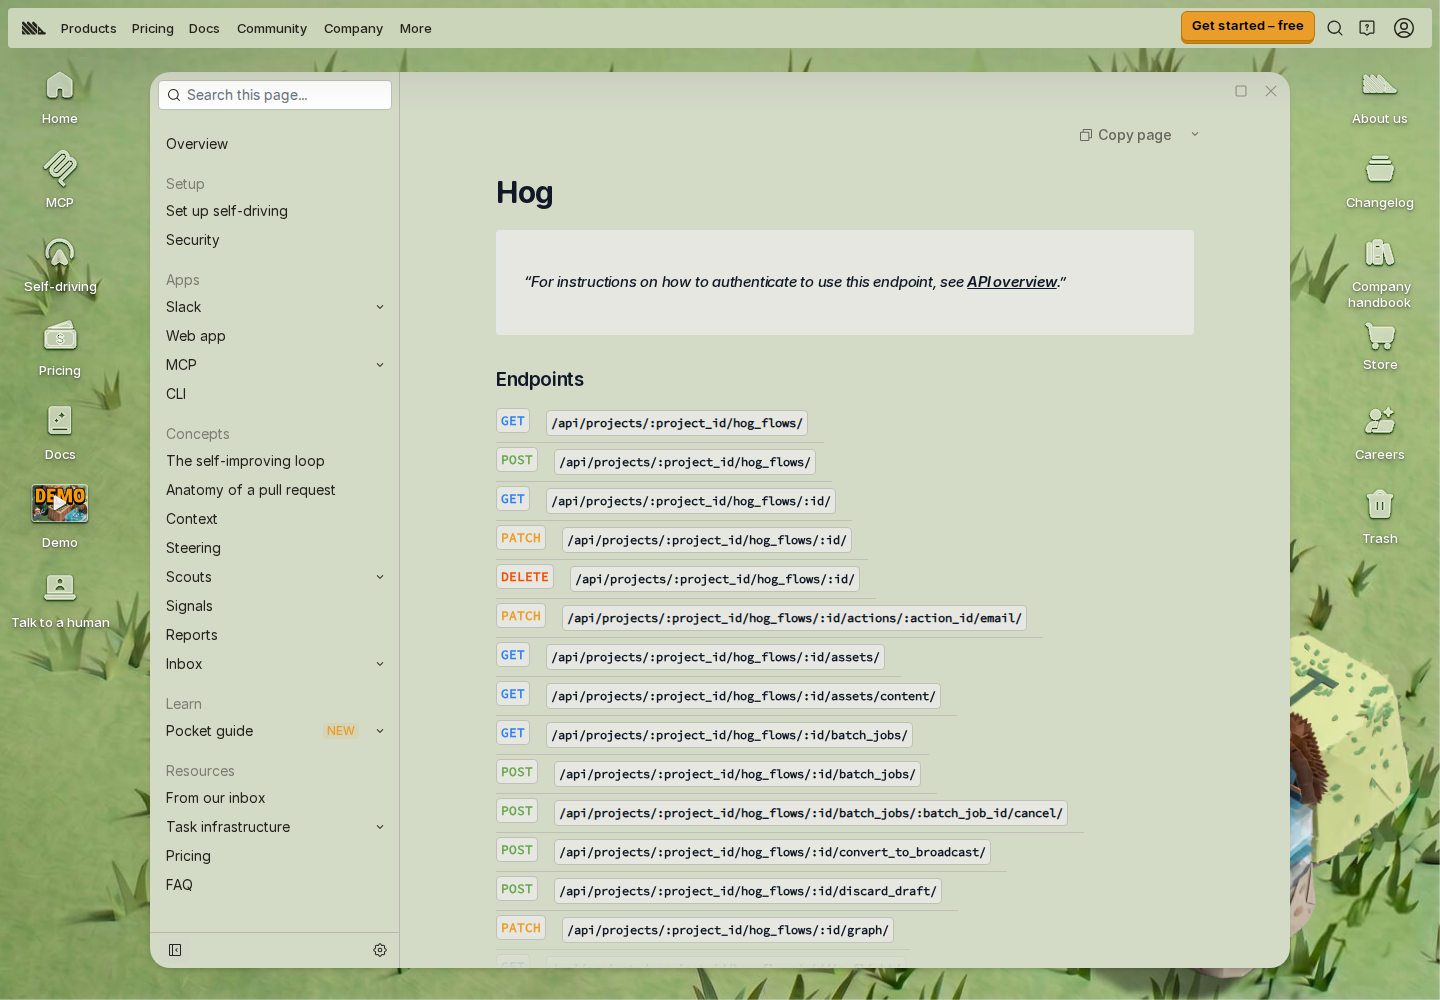 Products Pricing Docs Community Company More
Get started – free
Home
MCP
Self-driving
Pricing
$
Docs
DEMO
Demo
Talk to a human
Search this page...
Overview
Setup
Set up self-driving
Security
Apps
Slack
Web app
MCP
CLI
Concepts
The self-improving loop
Anatomy of a pull request
Context
Steering
Scouts
Signals
Reports
Inbox
Learn
Pocket guide NEW
Resources
From our inbox
Task infrastructure
Pricing
FAQ
Copy page
Hog
“For instructions on how to authenticate to use this endpoint, see API overview.”
Endpoints
GET /api/projects/:project_id/hog_flows/
POST /api/projects/:project_id/hog_flows/
GET /api/projects/:project_id/hog_flows/:id/
PATCH /api/projects/:project_id/hog_flows/:id/
DELETE /api/projects/:project_id/hog_flows/:id/
PATCH /api/projects/:project_id/hog_flows/:id/actions/:action_id/email/
GET /api/projects/:project_id/hog_flows/:id/assets/
GET /api/projects/:project_id/hog_flows/:id/assets/content/
GET /api/projects/:project_id/hog_flows/:id/batch_jobs/
POST /api/projects/:project_id/hog_flows/:id/batch_jobs/
POST /api/projects/:project_id/hog_flows/:id/batch_jobs/:batch_job_id/cancel/
POST /api/projects/:project_id/hog_flows/:id/convert_to_broadcast/
POST /api/projects/:project_id/hog_flows/:id/discard_draft/
PATCH /api/projects/:project_id/hog_flows/:id/graph/
GET
About us
Changelog
Company
handbook
Store
Careers
Trash